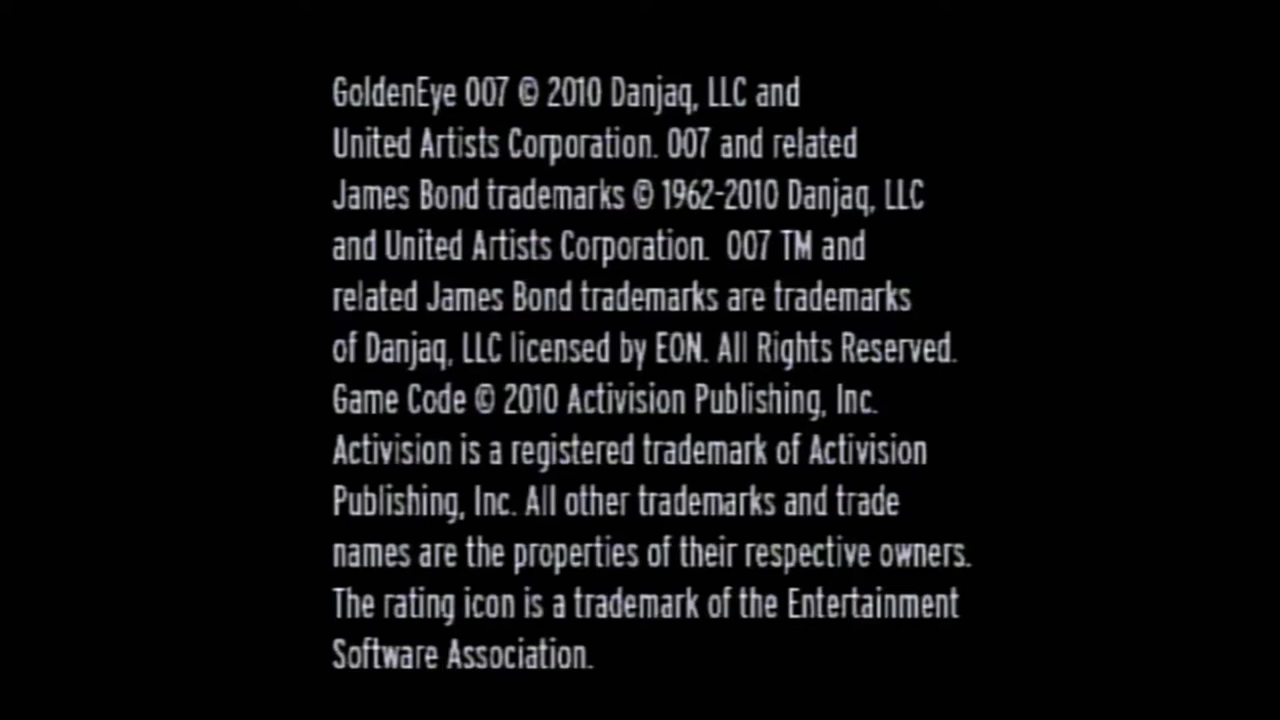 GoldenEye 007 © 2010 Danjaq, LLC and
United Artists Corporation. 007 and related
James Bond trademarks © 1962-2010 Danjaq, LLC
and United Artists Corporation.  007 TM and
related James Bond trademarks are trademarks
of Danjaq, LLC licensed by EON. All Rights Reserved.
Game Code © 2010 Activision Publishing, Inc.
Activision is a registered trademark of Activision
Publishing, Inc. All other trademarks and trade
names are the properties of their respective owners.
The rating icon is a trademark of the Entertainment
Software Association.